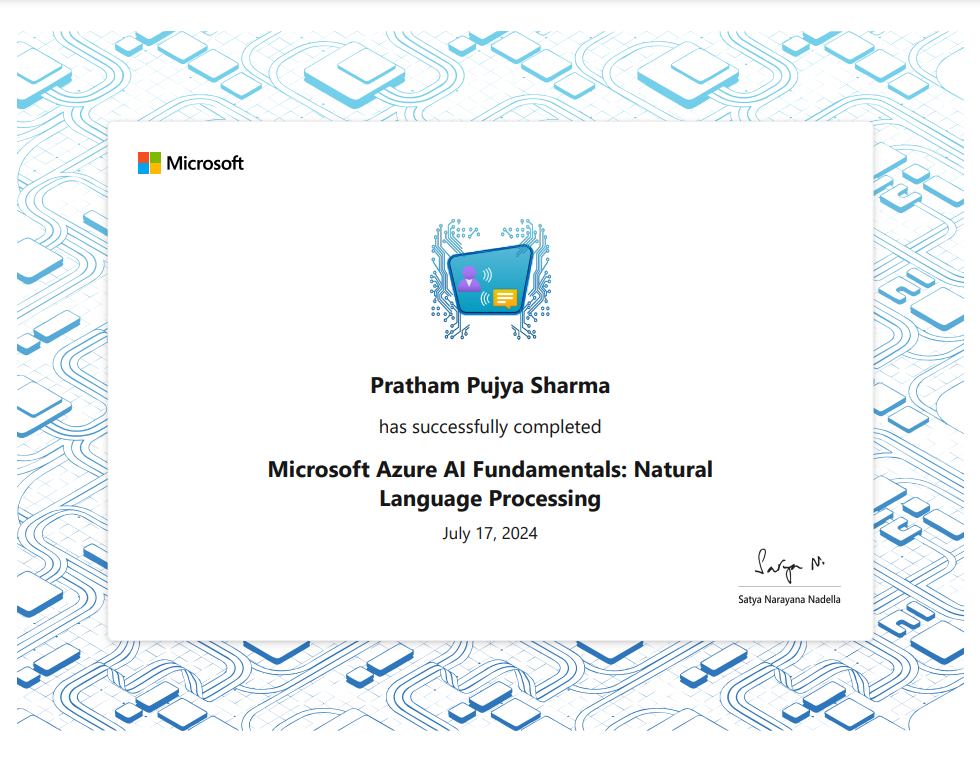 Microsoft
Pratham Pujya Sharma
has successfully completed
Microsoft Azure AI Fundamentals: Natural
Language Processing
July 17, 2024
Satya N.
Satya Narayana Nadella